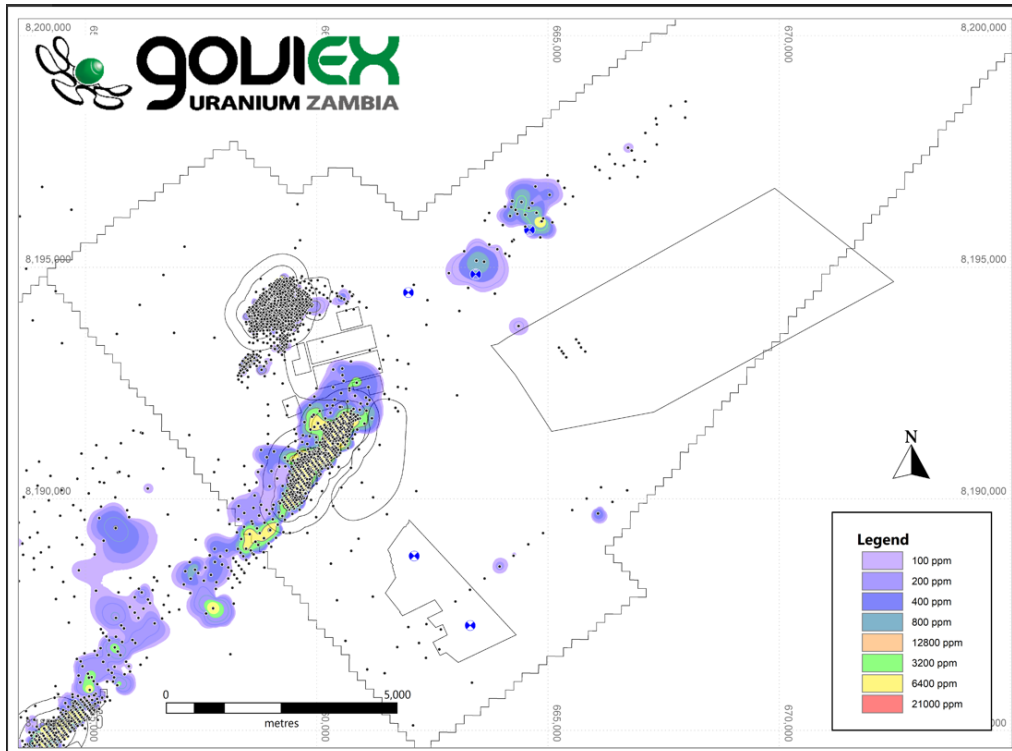 8,200,000
665,000
670,000
8,200,000
GOVIEX
URANIUM ZAMBIA
8,195,000
8,195,000
N
8,190,000
8,190,000
Legend
100 ppm
200 ppm
400 ppm
800 ppm
12800 ppm
3200 ppm
6400 ppm
21000 ppm
0
5,000
metres
665,000
670,000